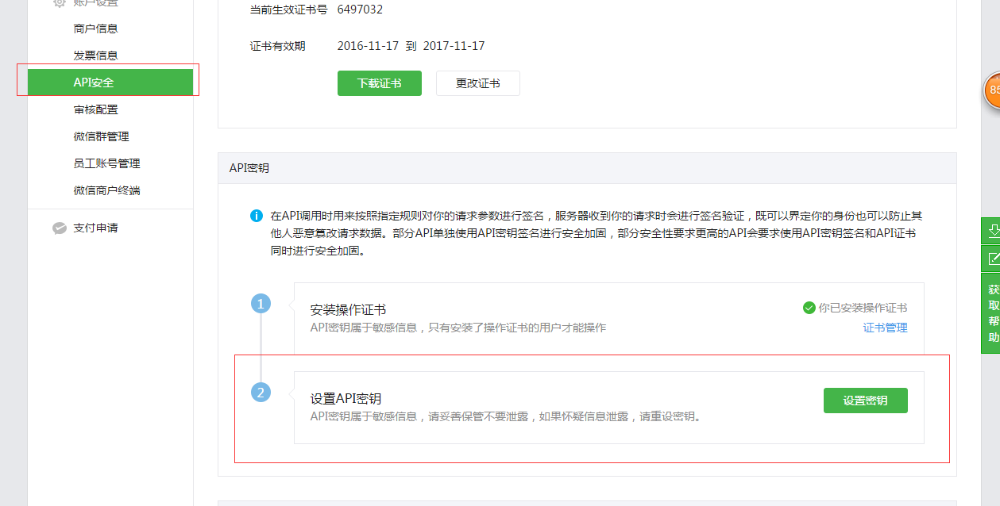 账户设置
商户信息
发票信息
API安全
审核配置
微信群管理
员工账号管理
微信商户终端
支付申请
当前生效证书号 6497032
证书有效期 2016-11-17 到 2017-11-17
下载证书 更改证书
API密钥
在API调用时用来按照指定规则对你的请求参数进行签名，服务器收到你的请求时会进行签名验证，既可以界定你的身份也可以防止其
他人恶意篡改请求数据。部分API单独使用API密钥签名进行安全加固，部分安全性要求更高的API会要求使用API密钥签名和API证书
同时进行安全加固。
1
安装操作证书
你已安装操作证书
API密钥属于敏感信息，只有安装了操作证书的用户才能操作
证书管理
2
设置API密钥
设置密钥
API密钥属于敏感信息，请妥善保管不要泄露，如果怀疑信息泄露，请重设密钥。
85
获
取
帮
助